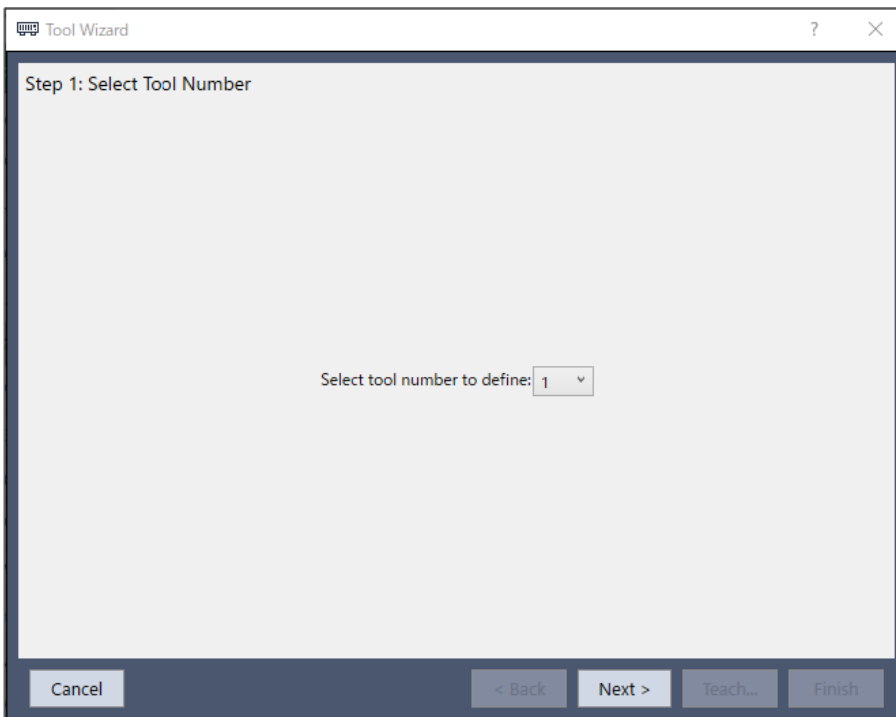 Tool Wizard ?
Step 1: Select Tool Number
Select tool number to define: 1
Cancel < Back Next > Teach... Finish